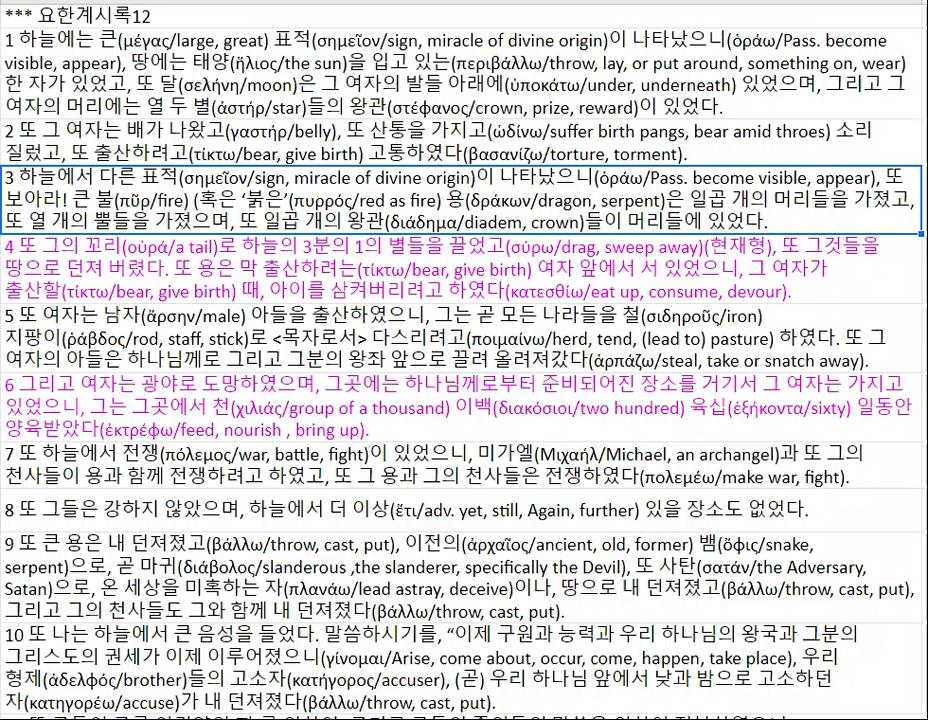 *** 요한계시록12
1 하늘에는 큰(μέγας/large, great) 표적(σημεῖον/sign, miracle of divine origin)이 나타났으니(ὁράω/Pass. become
visible, appear), 땅에는 태양(ἥλιος/the sun)을 입고 있는(περιβάλλω/throw, lay, or put around, something on, wear)
한 자가 있었고, 또 달(σελήνη/moon)은 그 여자의 발들 아래에(ὑποκάτω/under, underneath) 있었으며, 그리고 그
여자의 머리에는 열 두 별(ἀστήρ/star)들의 왕관(στέφανος/crown, prize, reward)이 있었다.
2 또 그 여자는 배가 나왔고(γαστήρ/belly), 또 산통을 가지고(ὠδίνω/suffer birth pangs, bear amid throes) 소리
질렀고, 또 출산하려고(τίκτω/bear, give birth) 고통하였다(βασανίζω/torture, torment).
3 하늘에서 다른 표적(σημεῖον/sign, miracle of divine origin)이 나타났으니(ὁράω/Pass. become visible, appear), 또
보아라! 큰 불(πῦρ/fire) (혹은 ‘붉은’(πυρρός/red as fire) 용(δράκων/dragon, serpent)은 일곱 개의 머리들을 가졌고,
또 열 개의 뿔들을 가졌으며, 또 일곱 개의 왕관(διάδημα/diadem, crown)들이 머리들에 있었다.
4 또 그의 꼬리(οὐρά/a tail)로 하늘의 3분의 1의 별들을 끌었고(σύρω/drag, sweep away)(현재형), 또 그것들을
땅으로 던져 버렸다. 또 용은 막 출산하려는(τίκτω/bear, give birth) 여자 앞에서 서 있었으니, 그 여자가
출산할(τίκτω/bear, give birth) 때, 아이를 삼켜버리려고 하였다(κατεσθίω/eat up, consume, devour).
5 또 여자는 남자(ἄρσην/male) 아들을 출산하였으니, 그는 곧 모든 나라들을 철(σιδηροῦς/iron)
지팡이(ῥάβδος/rod, staff, stick)로 <목자로서> 다스리려고(ποιμαίνω/herd, tend, (lead to) pasture) 하였다. 또 그
여자의 아들은 하나님께로 그리고 그분의 왕좌 앞으로 끌려 올려져갔다(ἁρπάζω/steal, take or snatch away).
6 그리고 여자는 광야로 도망하였으며, 그곳에는 하나님께로부터 준비되어진 장소를 거기서 그 여자는 가지고
있었으니, 그는 그곳에서 천(χιλιάς/group of a thousand) 이백(διακόσιοι/two hundred) 육십(ἑξήκοντα/sixty) 일동안
양육받았다(ἐκτρέφω/feed, nourish , bring up).
7 또 하늘에서 전쟁(πόλεμος/war, battle, fight)이 있었으니, 미가엘(Μιχαήλ/Michael, an archangel)과 또 그의
천사들이 용과 함께 전쟁하려고 하였고, 또 그 용과 그의 천사들은 전쟁하였다(πολεμέω/make war, fight).
8 또 그들은 강하지 않았으며, 하늘에서 더 이상(ἔτι/adv. yet, still, Again, further) 있을 장소도 없었다.
9 또 큰 용은 내 던져졌고(βάλλω/throw, cast, put), 이전의(ἀρχαῖος/ancient, old, former) 뱀(ὄφις/snake,
serpent)으로, 곧 마귀(διάβολος/slanderous ,the slanderer, specifically the Devil), 또 사탄(σατάν/the Adversary,
Satan)으로, 온 세상을 미혹하는 자(πλανάω/lead astray, deceive)이나, 땅으로 내 던져졌고(βάλλω/throw, cast, put),
그리고 그의 천사들도 그와 함께 내 던져졌다(βάλλω/throw, cast, put).
10 또 나는 하늘에서 큰 음성을 들었다. 말씀하시기를, “이제 구원과 능력과 우리 하나님의 왕국과 그분의
그리스도의 권세가 이제 이루어졌으니(γίνομαι/Arise, come about, occur, come, happen, take place), 우리
형제(ἀδελφός/brother)들의 고소자(κατήγορος/accuser), (곧) 우리 하나님 앞에서 낮과 밤으로 고소하던
자(κατηγορέω/accuse)가 내 던져졌다(βάλλω/throw, cast, put).